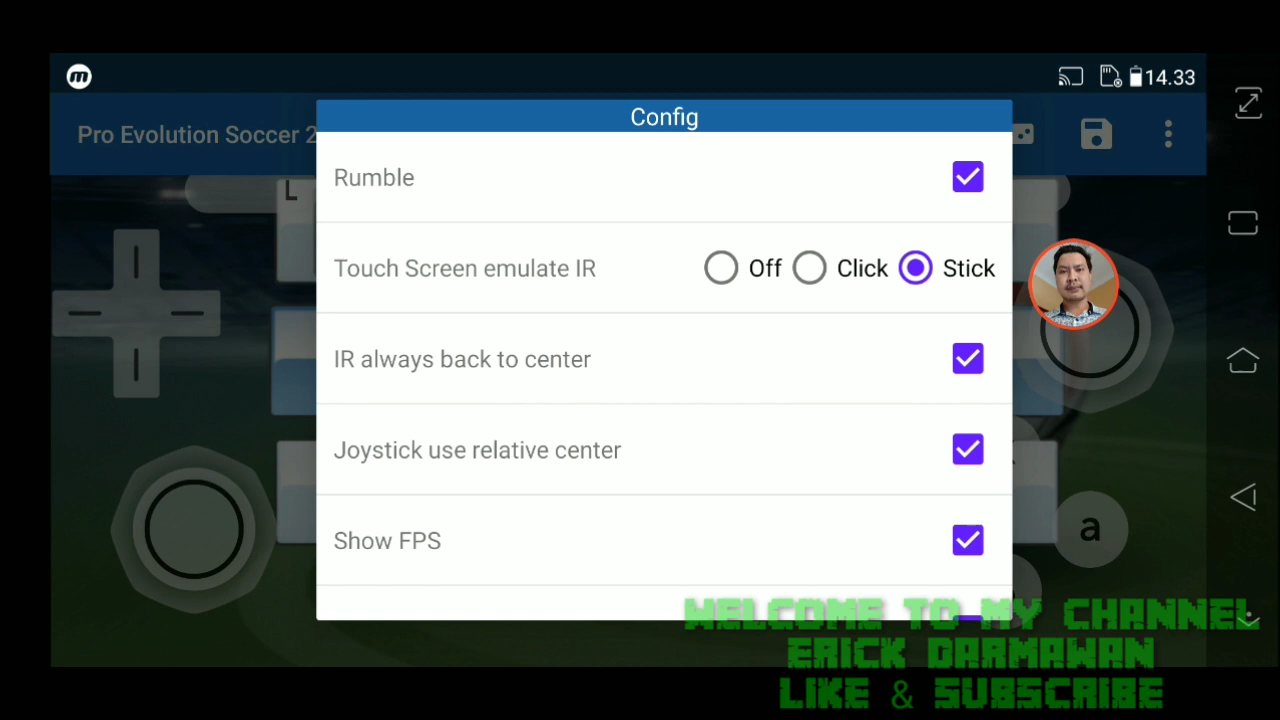 14.33
Pro Evolution Soccer 2
Config
Rumble
Touch Screen emulate IR Off Click Stick
IR always back to center
Joystick use relative center
Show FPS
L
a
WELCOME TO MY CHANNEL
ERICK DARMAWAN
LIKE & SUBSCRIBE